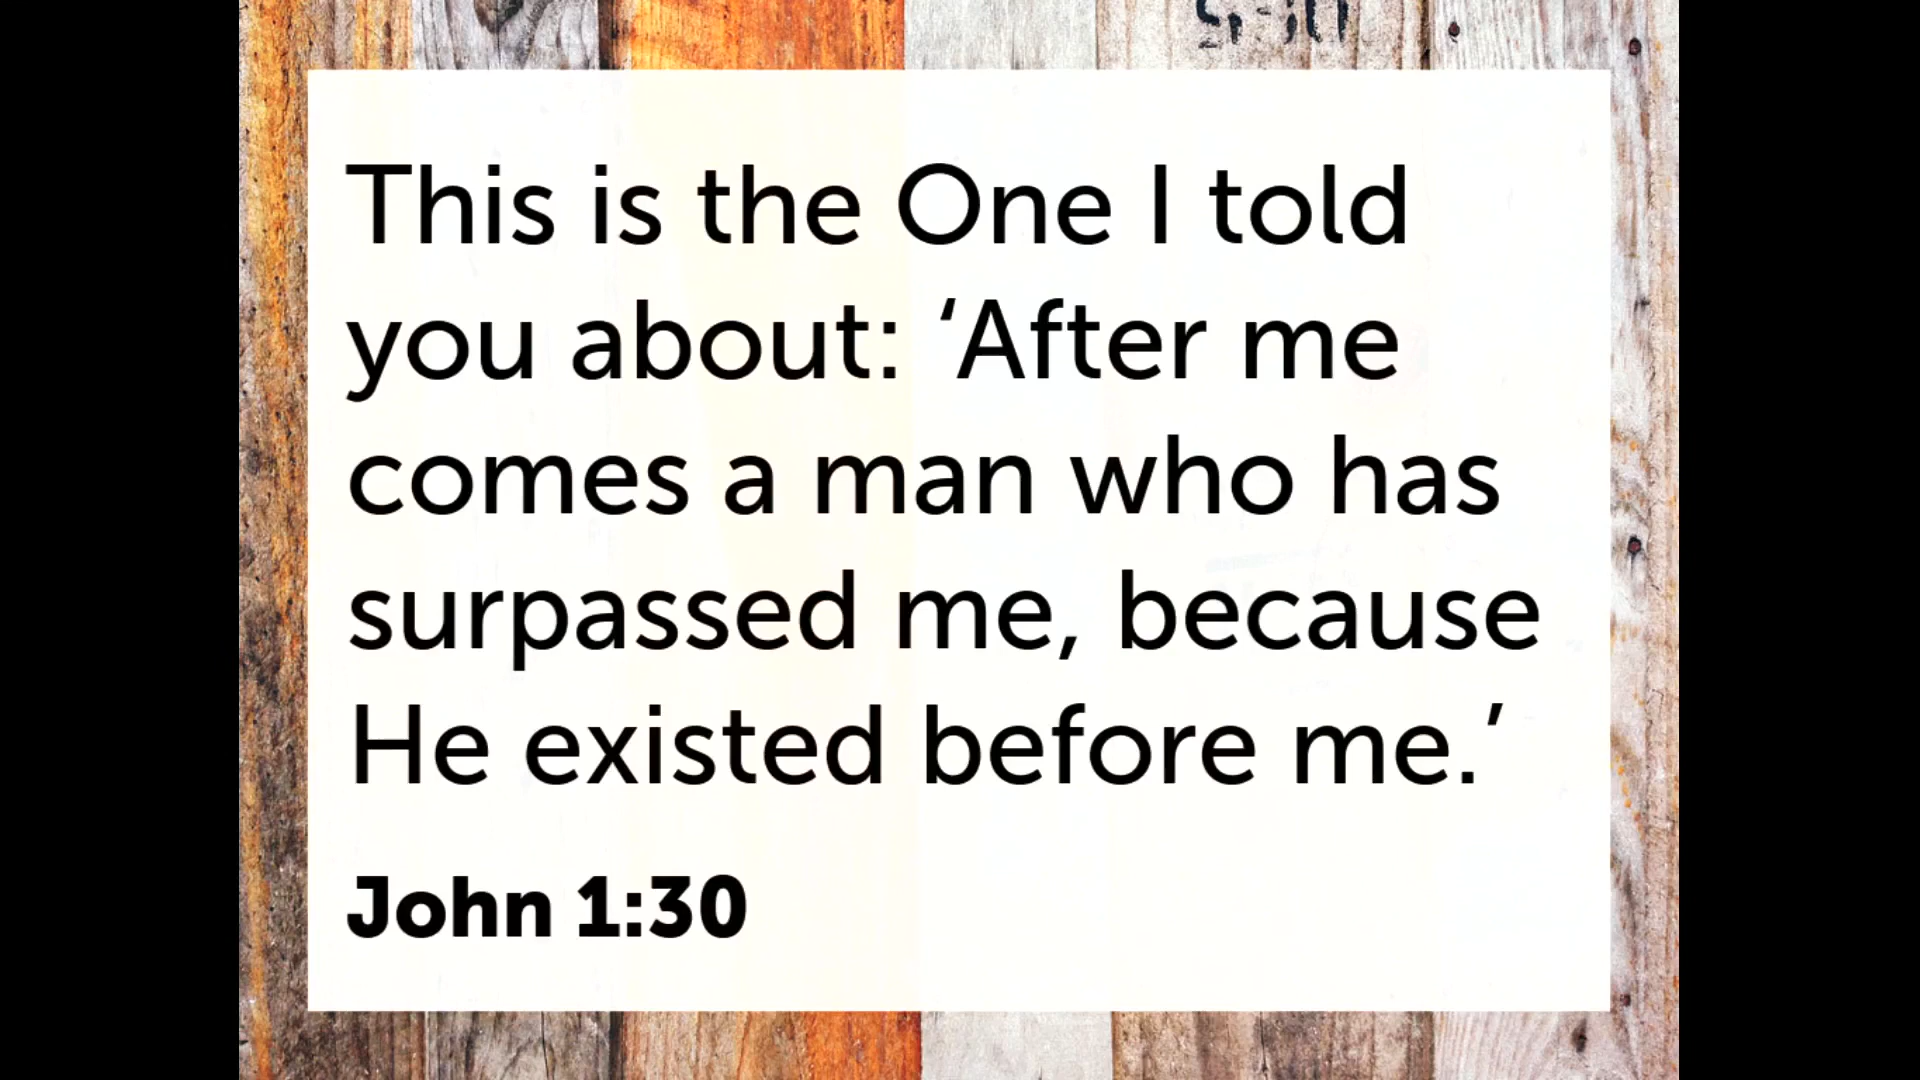 This is the One I told
you about: ‘After me
comes a man who has
surpassed me, because
He existed before me.’
John 1:30